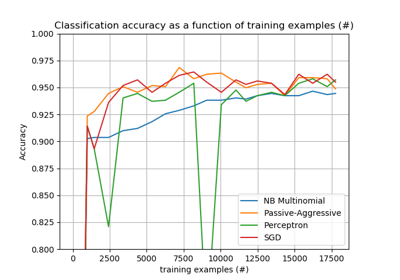 Classification accuracy as a function of training examples (#)
1.000
0.975
0.950
0.925
0.900
0.875
0.850
0.825
0.800
Accuracy
NB Multinomial
Passive-Aggressive
Perceptron
SGD
0 2500 5000 7500 10000 12500 15000 17500
training examples (#)